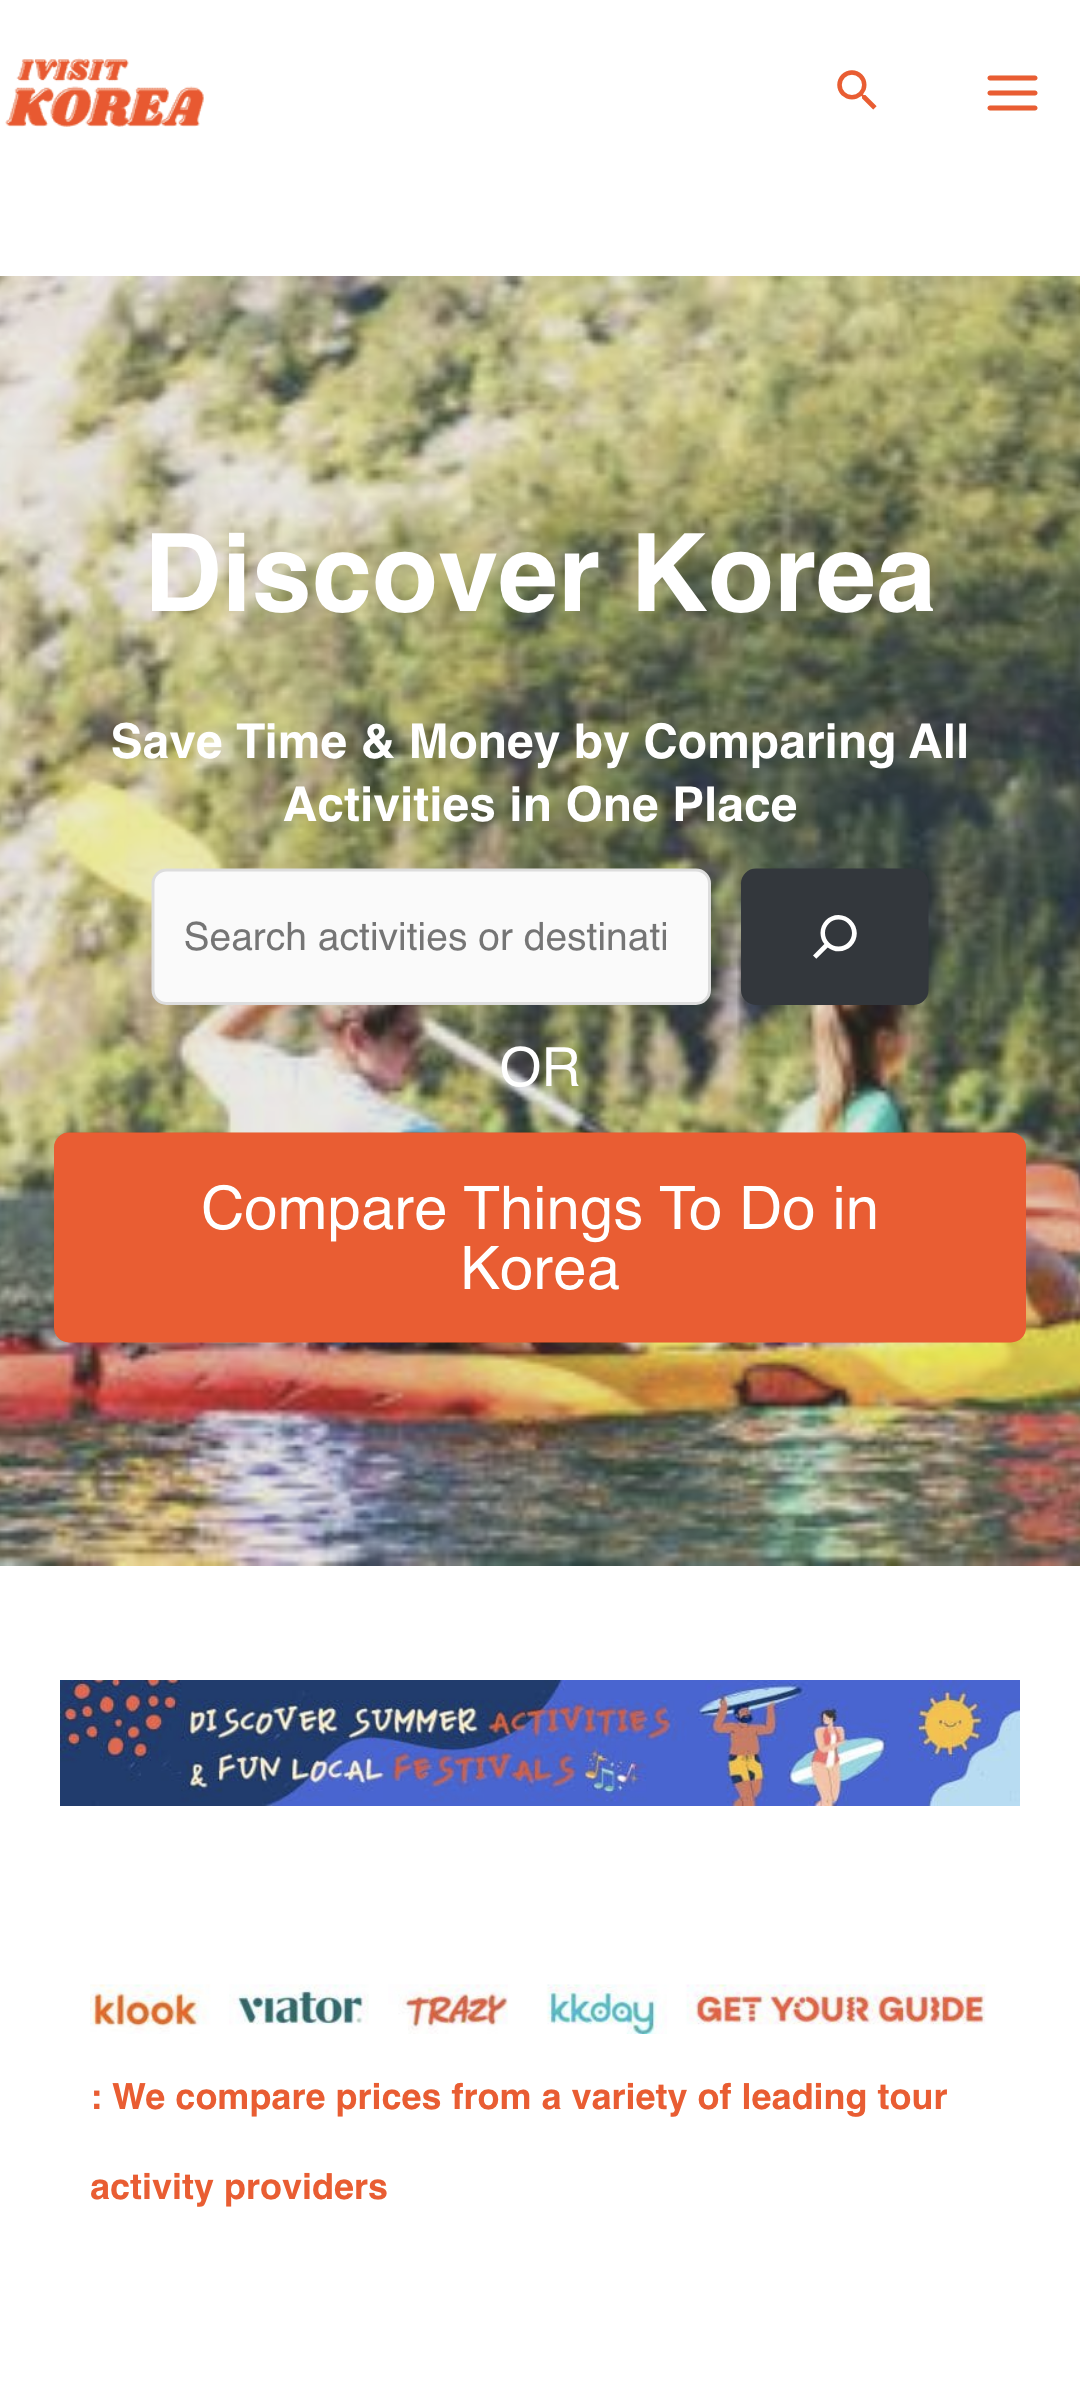 IVISIT
KOREA
Discover Korea
Save Time & Money by Comparing All
Activities in One Place
Search activities or destinati
OR
Compare Things To Do in
Korea
DISCOVER SUMMER ACTIVITIES
& FUN LOCAL FESTIVALS
klook viator TRAZY kkday GET YOUR GUIDE
: We compare prices from a variety of leading tour
activity providers